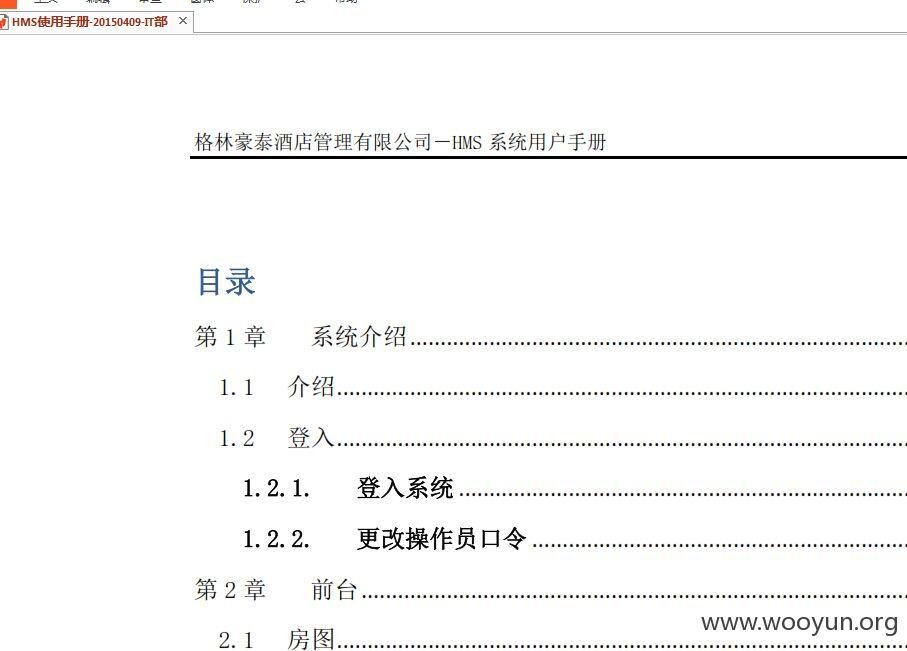 HMS使用手册-20150409-IT部
格林豪泰酒店管理有限公司－HMS 系统用户手册
目录
第 1 章 系统介绍
1.1 介绍
1.2 登入
1.2.1. 登入系统
1.2.2. 更改操作员口令
第 2 章 前台
2.1 房图
www.wooyun.org